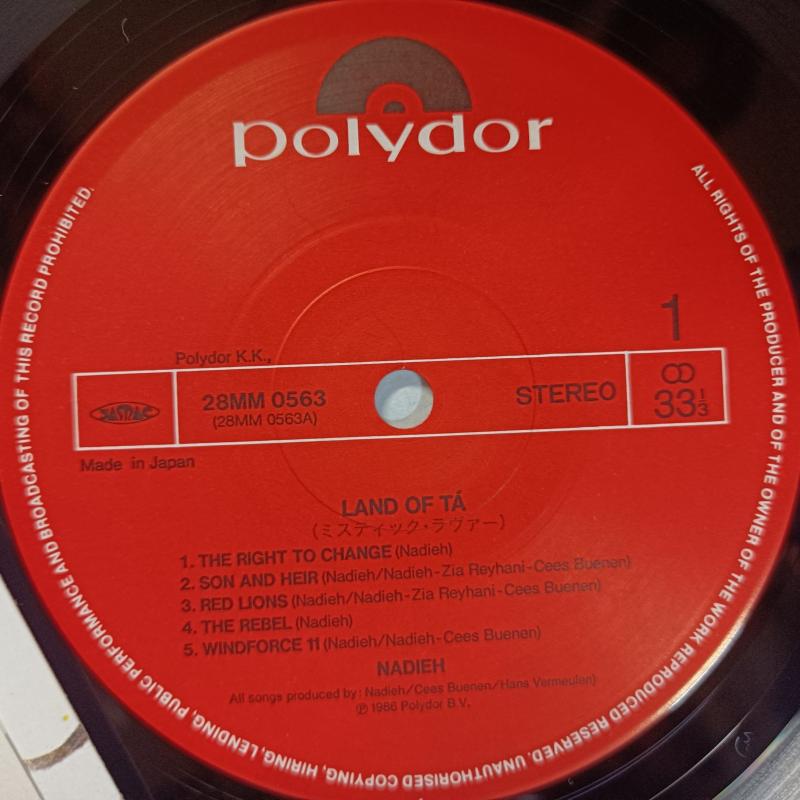 polydor
1
Polydor K.K.,
JASRAC
28MM 0563
(28MM 0563A)
STEREO
33 1/3
Made in Japan
LAND OF TÁ
(ミスティック・ラヴァー)
1. THE RIGHT TO CHANGE (Nadieh)
2. SON AND HEIR (Nadieh/Nadieh-Zia Reyhani-Cees Buenen)
3. RED LIONS (Nadieh/Nadieh-Zia Reyhani-Cees Buenen)
4. THE REBEL (Nadieh)
5. WINDFORCE 11 (Nadieh/Nadieh-Cees Buenen)
NADIEH
All songs produced by: Nadieh/Cees Buenen/Hans Vermeulen)
℗ 1986 Polydor B.V.
ALL RIGHTS OF THE PRODUCER AND OF THE OWNER OF THE WORK REPRODUCED RESERVED. UNAUTHORISED COPYING, HIRING, LENDING, PUBLIC PERFORMANCE AND BROADCASTING OF THIS RECORD PROHIBITED.